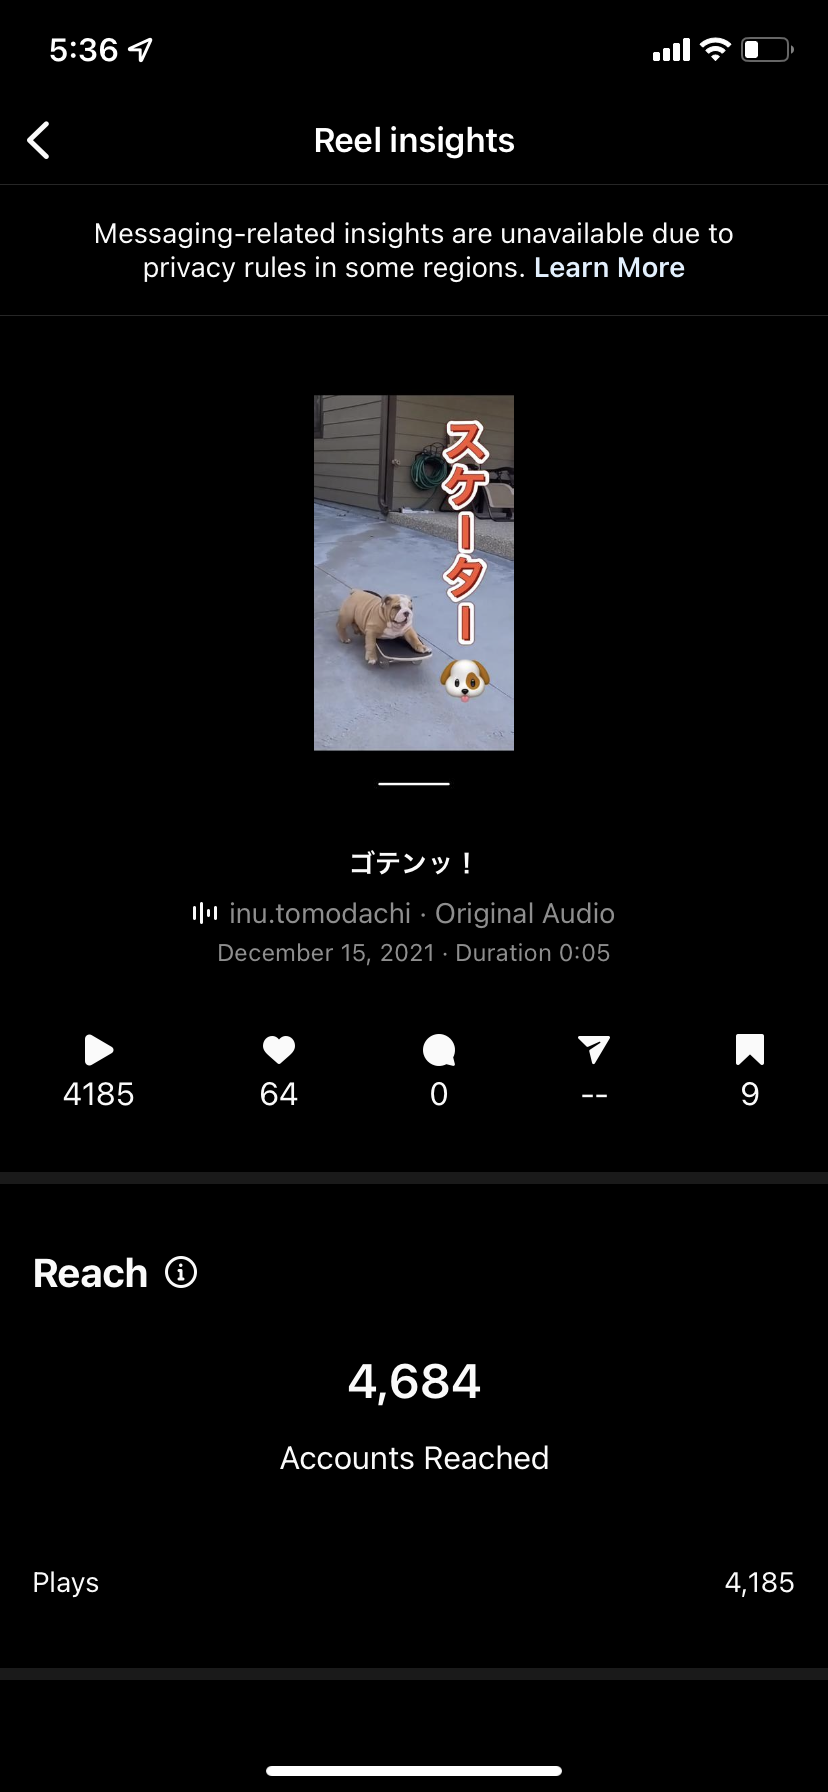 5:36
Reel insights
Messaging-related insights are unavailable due to
privacy rules in some regions. Learn More
スケーター
ゴテンッ！
inu.tomodachi · Original Audio
December 15, 2021 · Duration 0:05
4185 64 0 -- 9
Reach
4,684
Accounts Reached
Plays 4,185